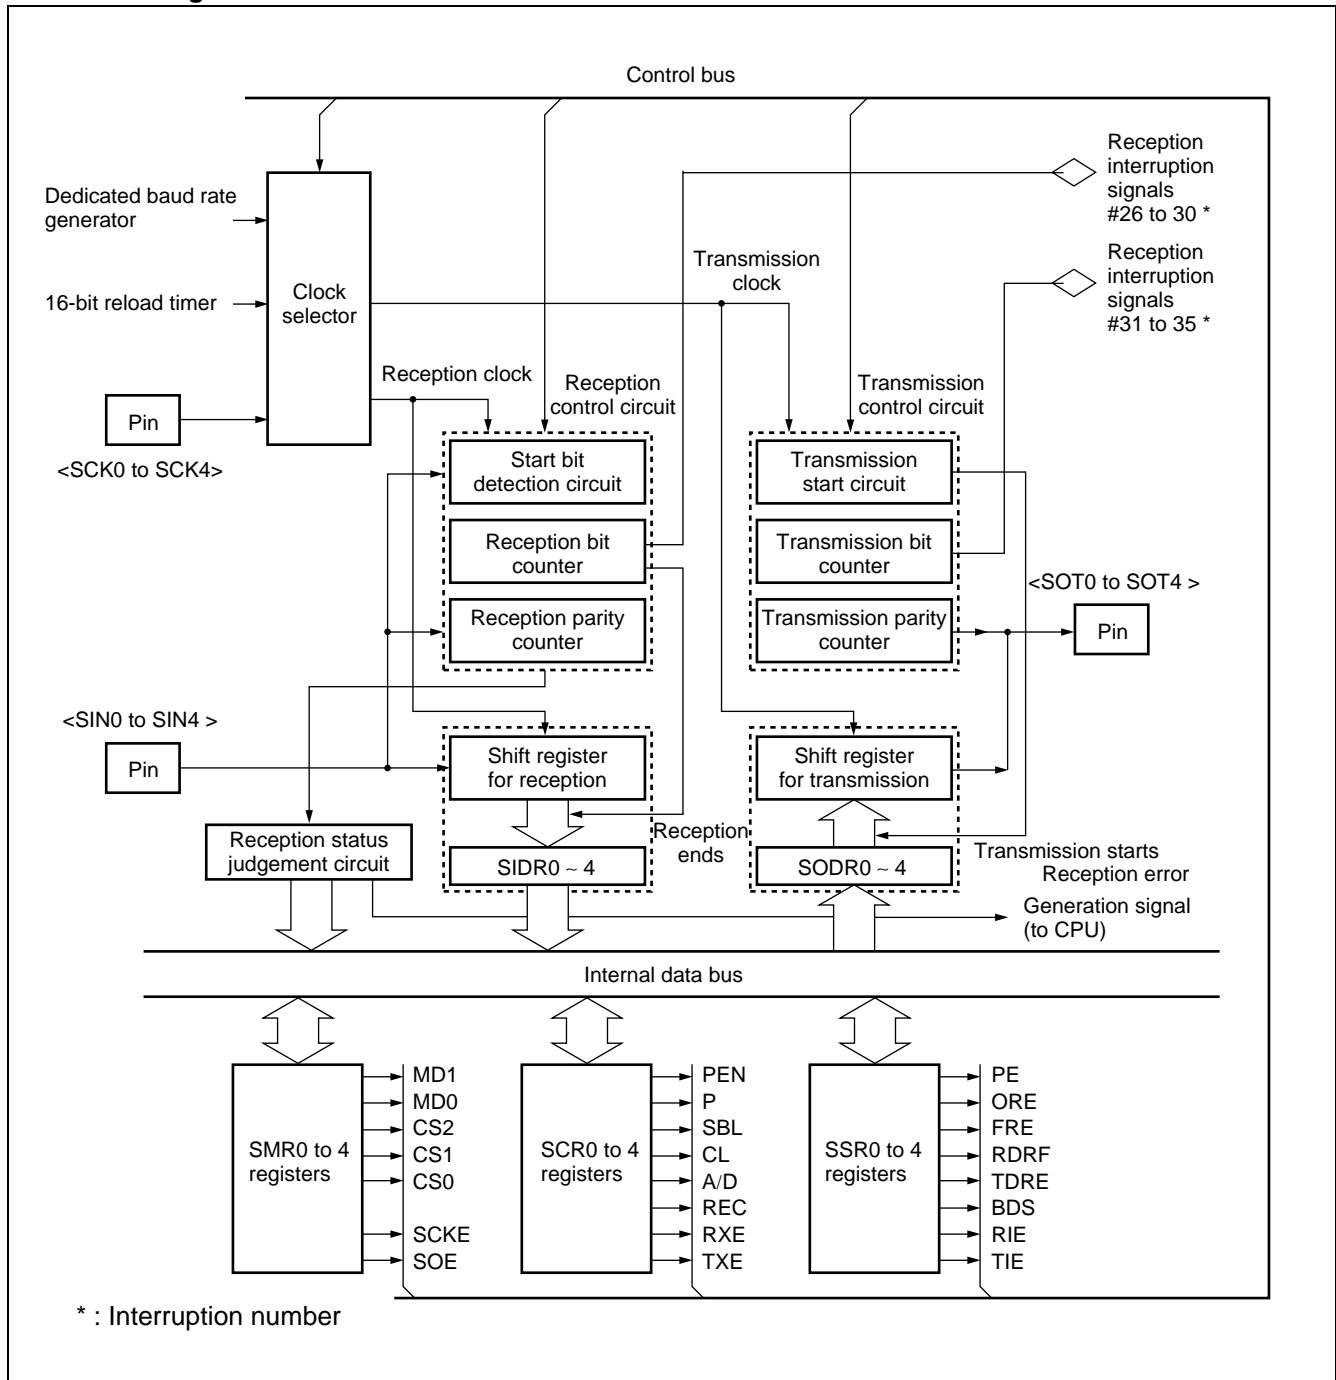 Control bus
Reception
interruption
signals
#26 to 30 *
Dedicated baud rate
generator
Reception
interruption
signals
#31 to 35 *
Transmission
clock
Clock
selector
16-bit reload timer
Reception clock
Reception
control circuit
Transmission
control circuit
Pin
<SCK0 to SCK4>
Start bit
detection circuit
Transmission
start circuit
Reception bit
counter
Transmission bit
counter
<SOT0 to SOT4 >
Reception parity
counter
Transmission parity
counter
Pin
<SIN0 to SIN4 >
Pin
Shift register
for reception
Shift register
for transmission
Reception status
judgement circuit
Reception
ends
SIDR0 ~ 4
SODR0 ~ 4
Transmission starts
Reception error
Generation signal
(to CPU)
Internal data bus
SMR0 to 4
registers
MD1
MD0
CS2
CS1
CS0
SCKE
SOE
SCR0 to 4
registers
PEN
P
SBL
CL
A/D
REC
RXE
TXE
SSR0 to 4
registers
PE
ORE
FRE
RDRF
TDRE
BDS
RIE
TIE
* : Interruption number